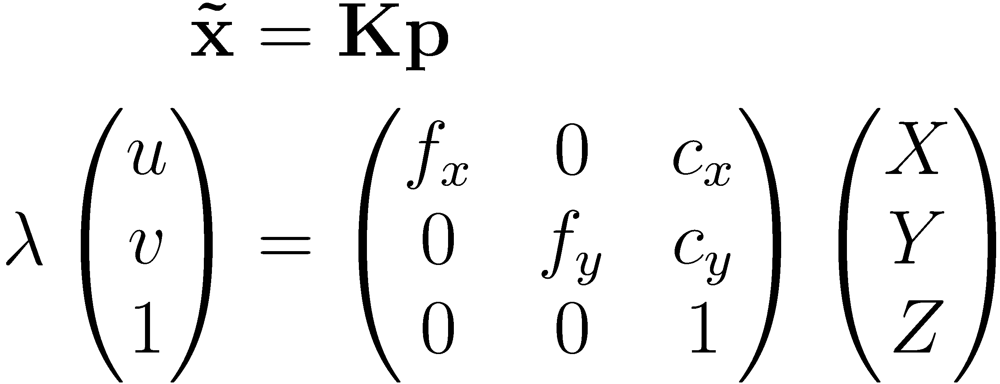 x̃ = Kp
λ (u v 1) = (f_x 0 c_x 0 f_y c_y 0 0 1) (X Y Z)